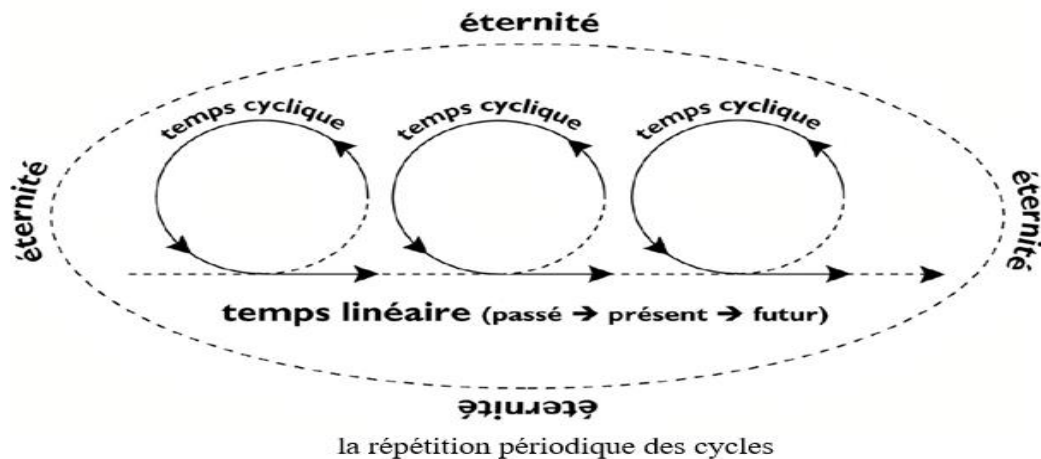 éternité
temps cyclique temps cyclique temps cyclique
éternité
éternité
temps linéaire (passé → présent → futur)
éternité
la répétition périodique des cycles